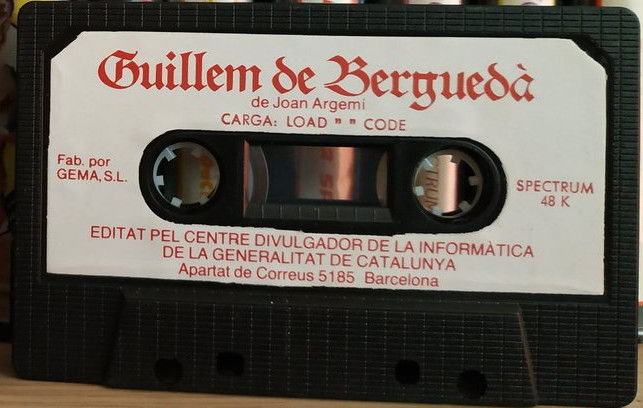 Guillem de Berguedà
de Joan Argemí
CARGA: LOAD " " CODE
Fab. por
GEMA, S.L.
SPECTRUM
48 K
EDITAT PEL CENTRE DIVULGADOR DE LA INFORMÀTICA
DE LA GENERALITAT DE CATALUNYA
Apartat de Correus 5185 Barcelona